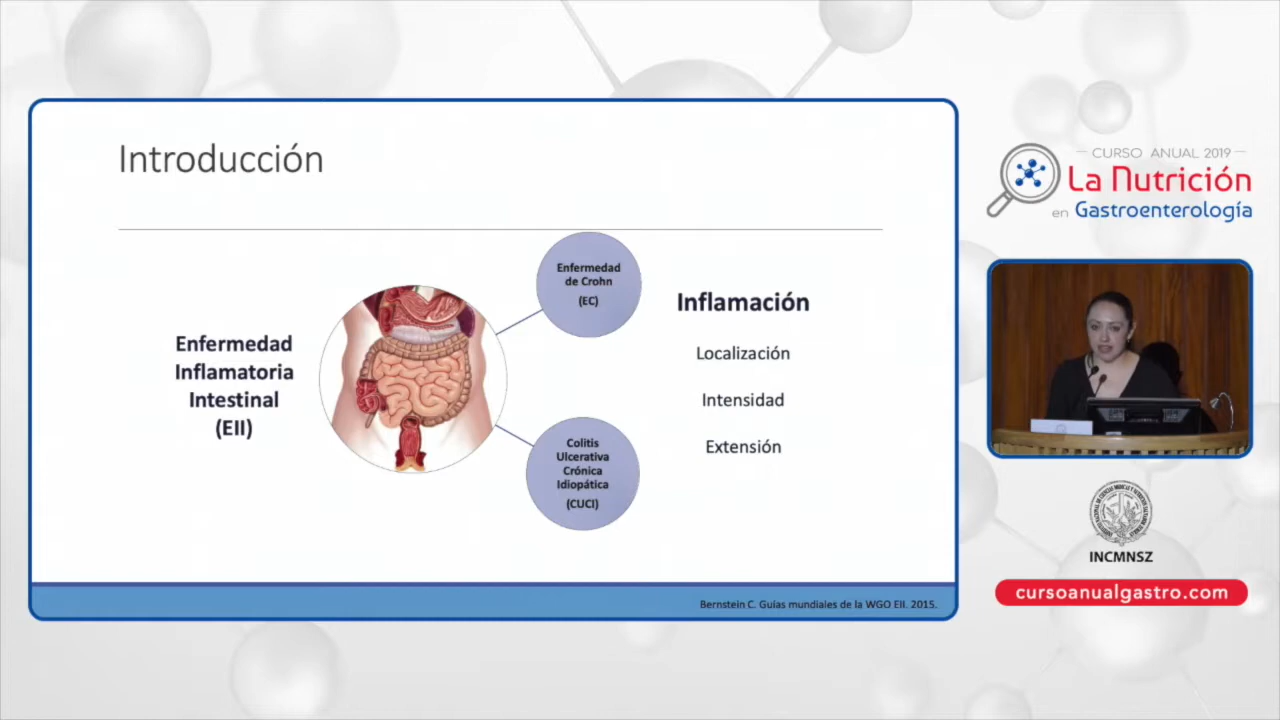 Introducción
Enfermedad
Inflamatoria
Intestinal
(EII)
Enfermedad
de Crohn
(EC)
Colitis
Ulcerativa
Crónica
Idiopática
(CUCI)
Inflamación
Localización
Intensidad
Extensión
Bernstein C. Guías mundiales de la WGO EII. 2015.
CURSO ANUAL 2019
La Nutrición
en Gastroenterología
INCMNSZ
cursoanualgastro.com